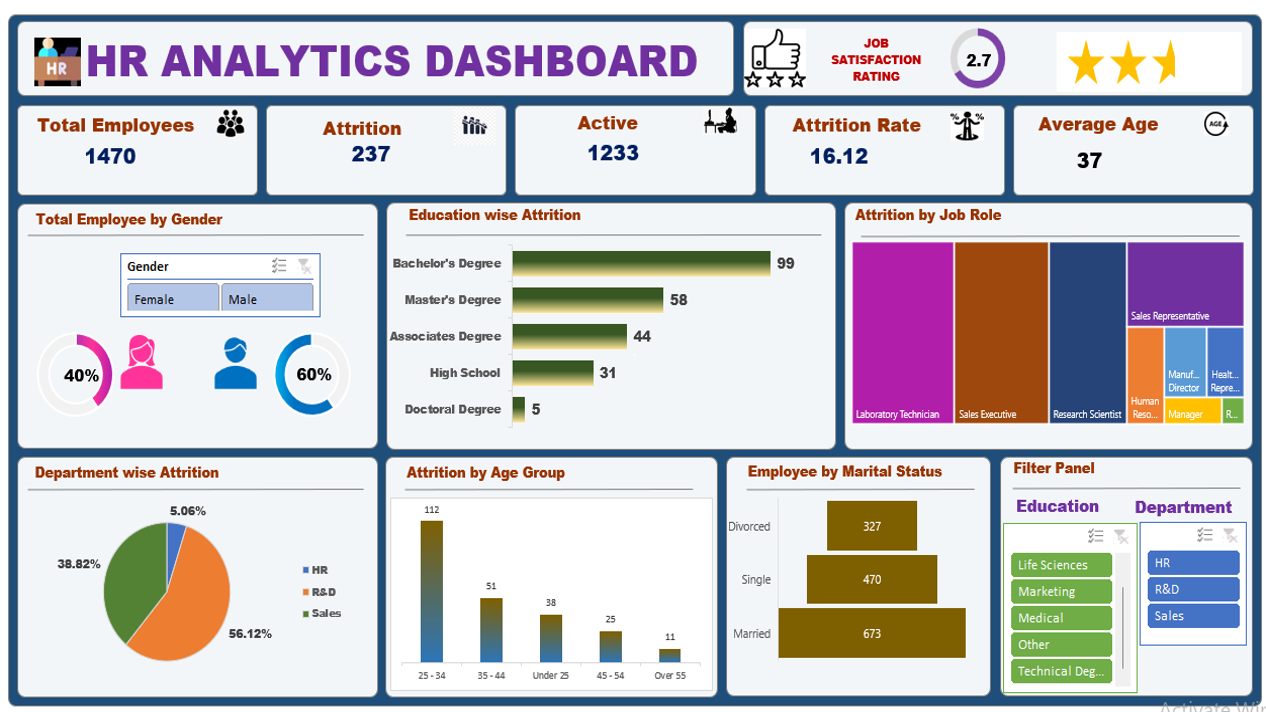 HR
HR ANALYTICS DASHBOARD
JOB
SATISFACTION
RATING
2.7
Total Employees
1470
Attrition
237
Active
1233
Attrition Rate
16.12
% %
Average Age
AGE
37
Total Employee by Gender
Gender
Female
Male
40%
60%
Education wise Attrition
Bachelor's Degree 99
Master's Degree 58
Associates Degree 44
High School 31
Doctoral Degree 5
Attrition by Job Role
Laboratory Technician
Sales Executive
Research Scientist
Sales Representative
Human
Reso...
Manuf...
Director
Healt...
Repre...
Manager
R...
Department wise Attrition
5.06%
38.82%
56.12%
HR
R&D
Sales
Attrition by Age Group
112
51
38
25
11
25 - 34
35 - 44
Under 25
45 - 54
Over 55
Employee by Marital Status
Divorced 327
Single 470
Married 673
Filter Panel
Education
Life Sciences
Marketing
Medical
Other
Technical Deg...
Department
HR
R&D
Sales